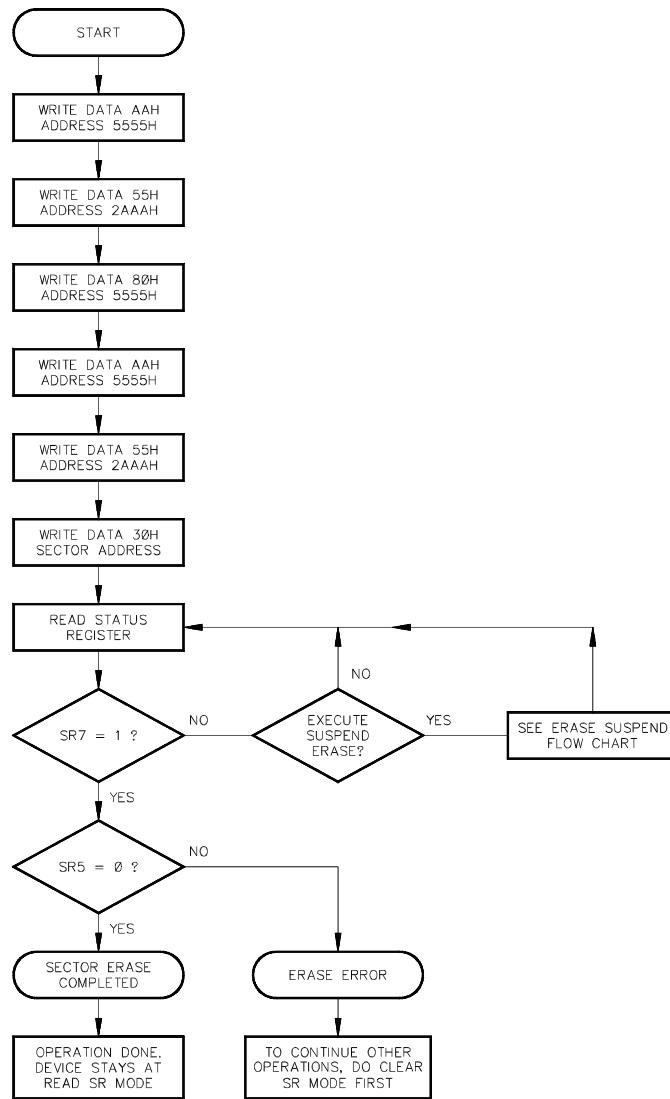 START
WRITE DATA AAH
ADDRESS 5555H
WRITE DATA 55H
ADDRESS 2AAAH
WRITE DATA 80H
ADDRESS 5555H
WRITE DATA AAH
ADDRESS 5555H
WRITE DATA 55H
ADDRESS 2AAAH
WRITE DATA 30H
SECTOR ADDRESS
READ STATUS
REGISTER
NO
SR7 = 1 ?
NO
EXECUTE
SUSPEND
ERASE?
YES
SEE ERASE SUSPEND
FLOW CHART
YES
SR5 = 0 ?
NO
YES
SECTOR ERASE
COMPLETED
ERASE ERROR
OPERATION DONE.
DEVICE STAYS AT
READ SR MODE
TO CONTINUE OTHER
OPERATIONS, DO CLEAR
SR MODE FIRST